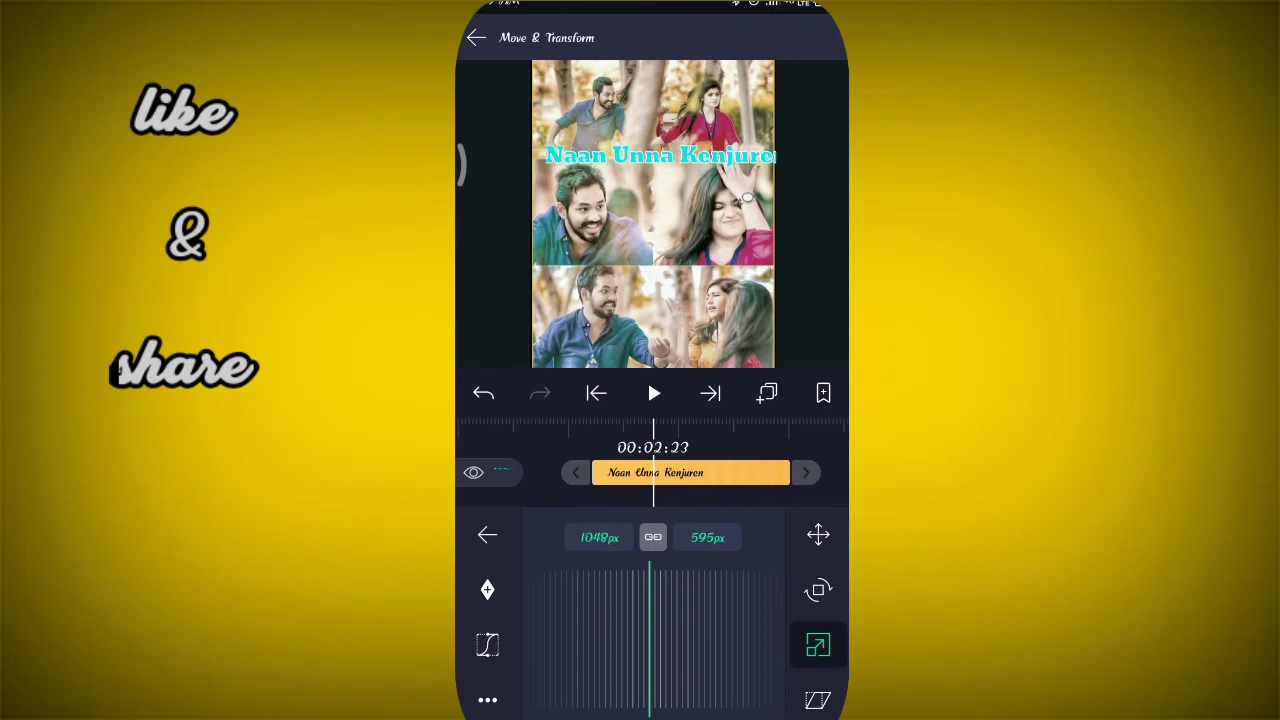 like
&
share
Move & Transform
Naan Unna Kenjuren
00:02:23
Naan Unna Kenjuren
1048px
595px